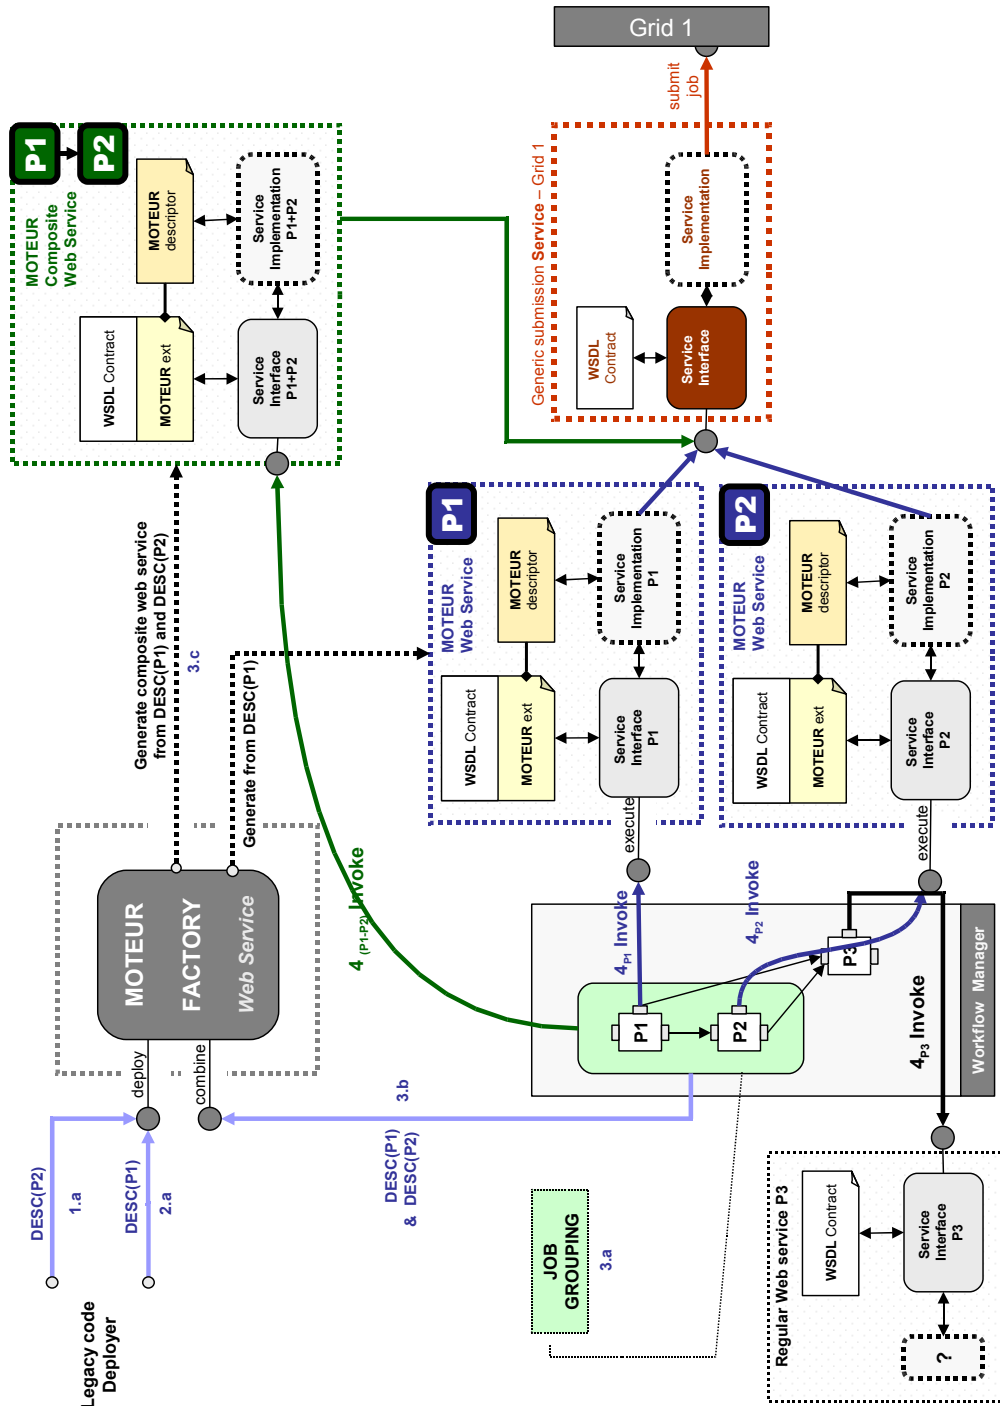 Legacy code
Deployer
DESC(P2)
1.a
DESC(P1)
2.a
deploy
combine
MOTEUR
FACTORY
Web Service
Generate composite web service
from DESC(P1) and DESC(P2)
3.c
Generate from DESC(P1)
MOTEUR
Composite
Web Service
P1
P2
WSDL Contract
MOTEUR ext
MOTEUR
descriptor
Service
Interface
P1+P2
Service
Implementation
P1+P2
DESC(P1)
& DESC(P2)
3.b
4 (P1-P2) Invoke
JOB
GROUPING
3.a
P1
P2
P3
Workflow Manager
4P1 Invoke
4P2 Invoke
4P3 Invoke
execute
MOTEUR
Web Service
P1
WSDL Contract
MOTEUR ext
MOTEUR
descriptor
Service
Interface
P1
Service
Implementation
P1
execute
MOTEUR
Web Service
P2
WSDL Contract
MOTEUR ext
MOTEUR
descriptor
Service
Interface
P2
Service
Implementation
P2
Generic submission Service – Grid 1
WSDL
Contract
Service
Interface
Service
Implementation
submit
job
Grid 1
Regular Web service P3
WSDL Contract
Service
Interface
P3
?